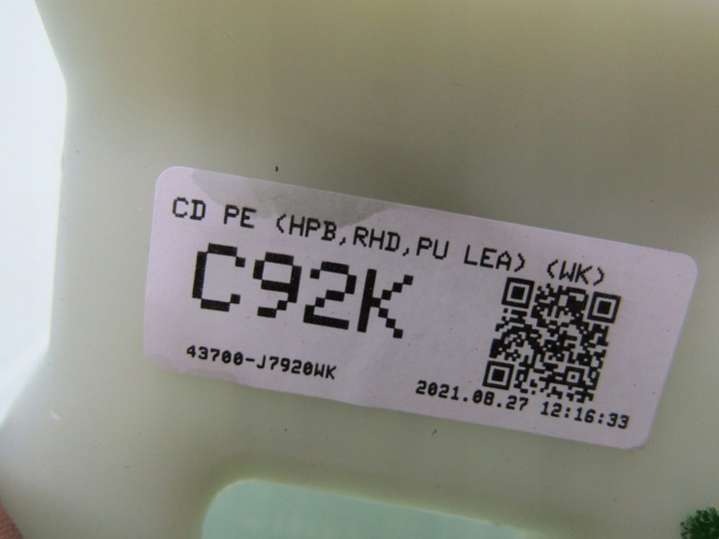 CD PE (HPB,RHD,PU LEA) (WK)
C92K
43700-J7920WK
2021.08.27 12:16:33